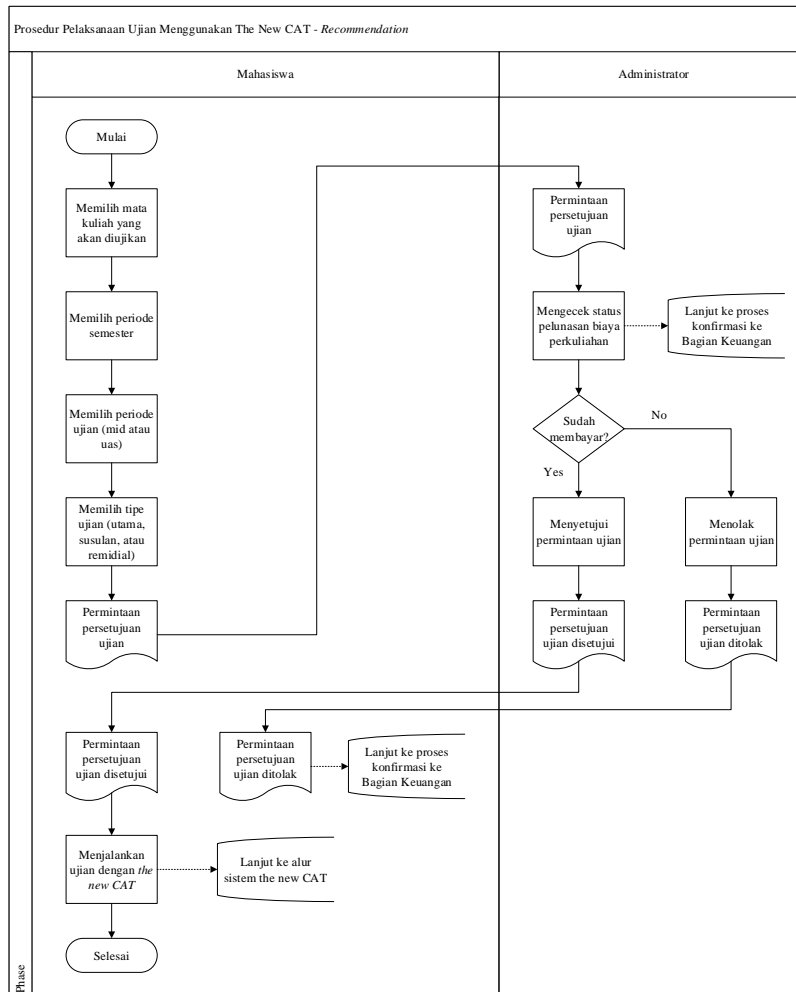 Prosedur Pelaksanaan Ujian Menggunakan The New CAT - Recommendation
Mahasiswa
Administrator
Mulai
Memilih mata
kuliah yang
akan diujikan
Memilih periode
semester
Memilih periode
ujian (mid atau
uas)
Memilih tipe
ujian (utama,
susulan, atau
remidial)
Permintaan
persetujuan
ujian
Permintaan
persetujuan
ujian
Mengecek status
pelunasan biaya
perkuliahan
Lanjut ke proses
konfirmasi ke
Bagian Keuangan
Sudah
membayar?
No
Yes
Menyetujui
permintaan ujian
Menolak
permintaan ujian
Permintaan
persetujuan
ujian disetujui
Permintaan
persetujuan
ujian ditolak
Permintaan
persetujuan
ujian disetujui
Permintaan
persetujuan
ujian ditolak
Lanjut ke proses
konfirmasi ke
Bagian Keuangan
Menjalankan
ujian dengan the
new CAT
Lanjut ke alur
sistem the new CAT
Selesai
Phase